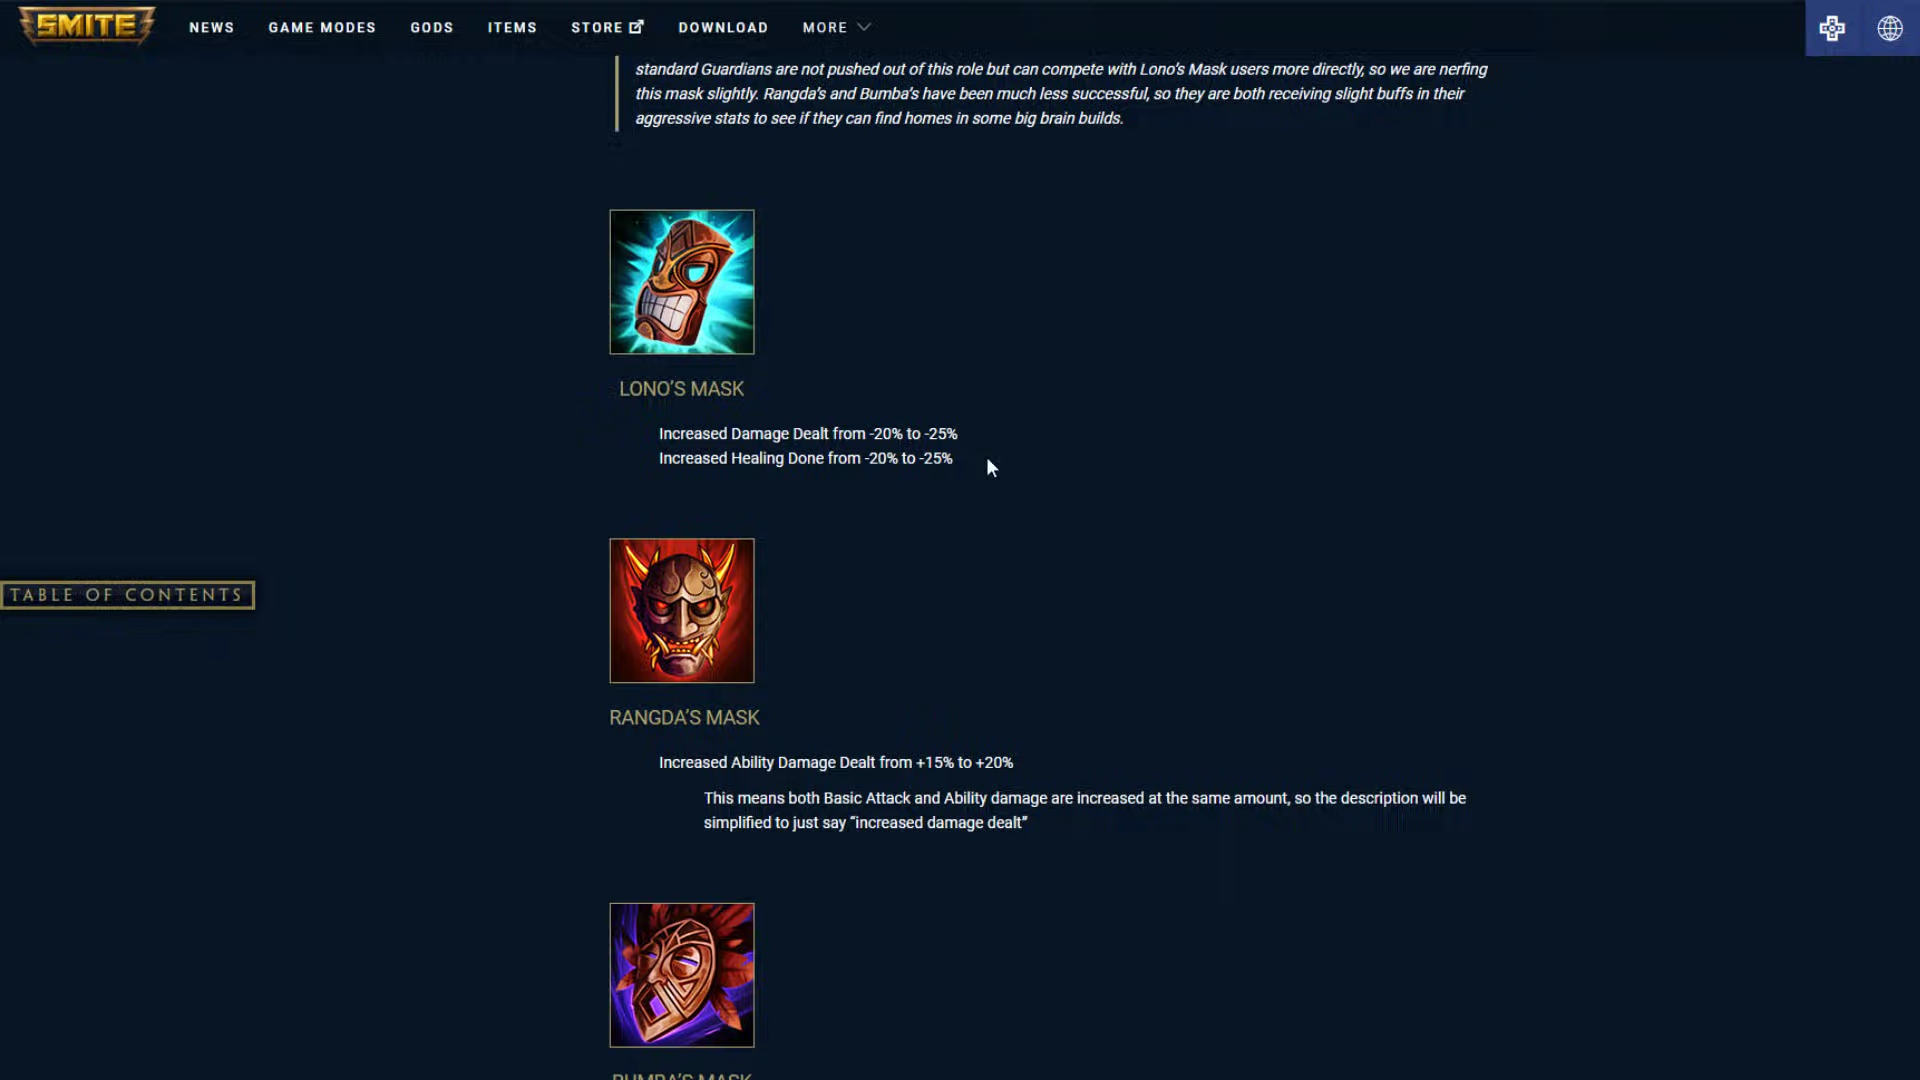 SMITE
NEWS
GAME MODES
GODS
ITEMS
STORE
DOWNLOAD
MORE
standard Guardians are not pushed out of this role but can compete with Lono's Mask users more directly, so we are nerfing
this mask slightly. Rangda's and Bumba's have been much less successful, so they are both receiving slight buffs in their
aggressive stats to see if they can find homes in some big brain builds.
LONO'S MASK
Increased Damage Dealt from -20% to -25%
Increased Healing Done from -20% to -25%
TABLE OF CONTENTS
RANGDA'S MASK
Increased Ability Damage Dealt from +15% to +20%
This means both Basic Attack and Ability damage are increased at the same amount, so the description will be
simplified to just say “increased damage dealt”
BUMBA'S MASK